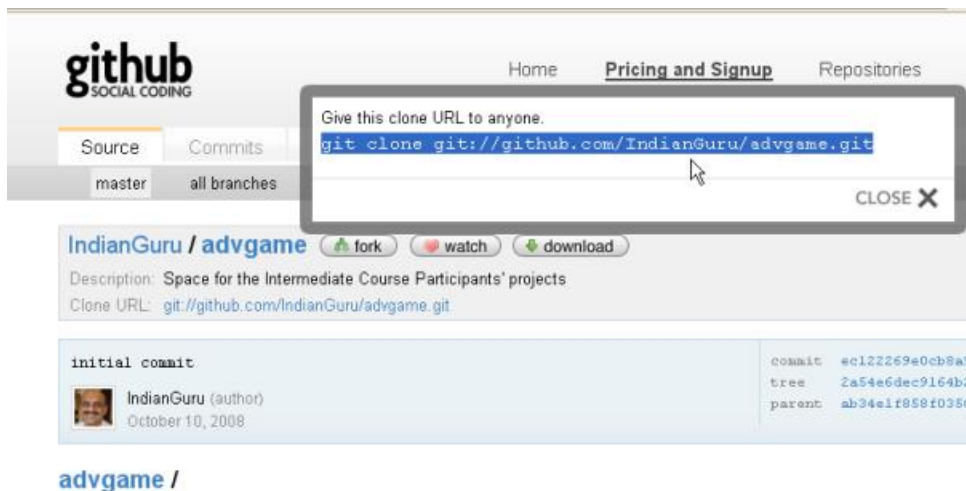 github
SOCIAL CODING
Home Pricing and Signup Repositories
Give this clone URL to anyone.
git clone git://github.com/IndianGuru/advgame.git
CLOSE
Source Commits
master all branches
IndianGuru / advgame fork watch download
Description: Space for the Intermediate Course Participants' projects
Clone URL: git://github.com/IndianGuru/advgame.git
initial commit
IndianGuru (author)
October 10, 2008
commit ec122269e0cb8a
tree 2a54e6dec9164b
parent ab34e1f858f035
advgame /